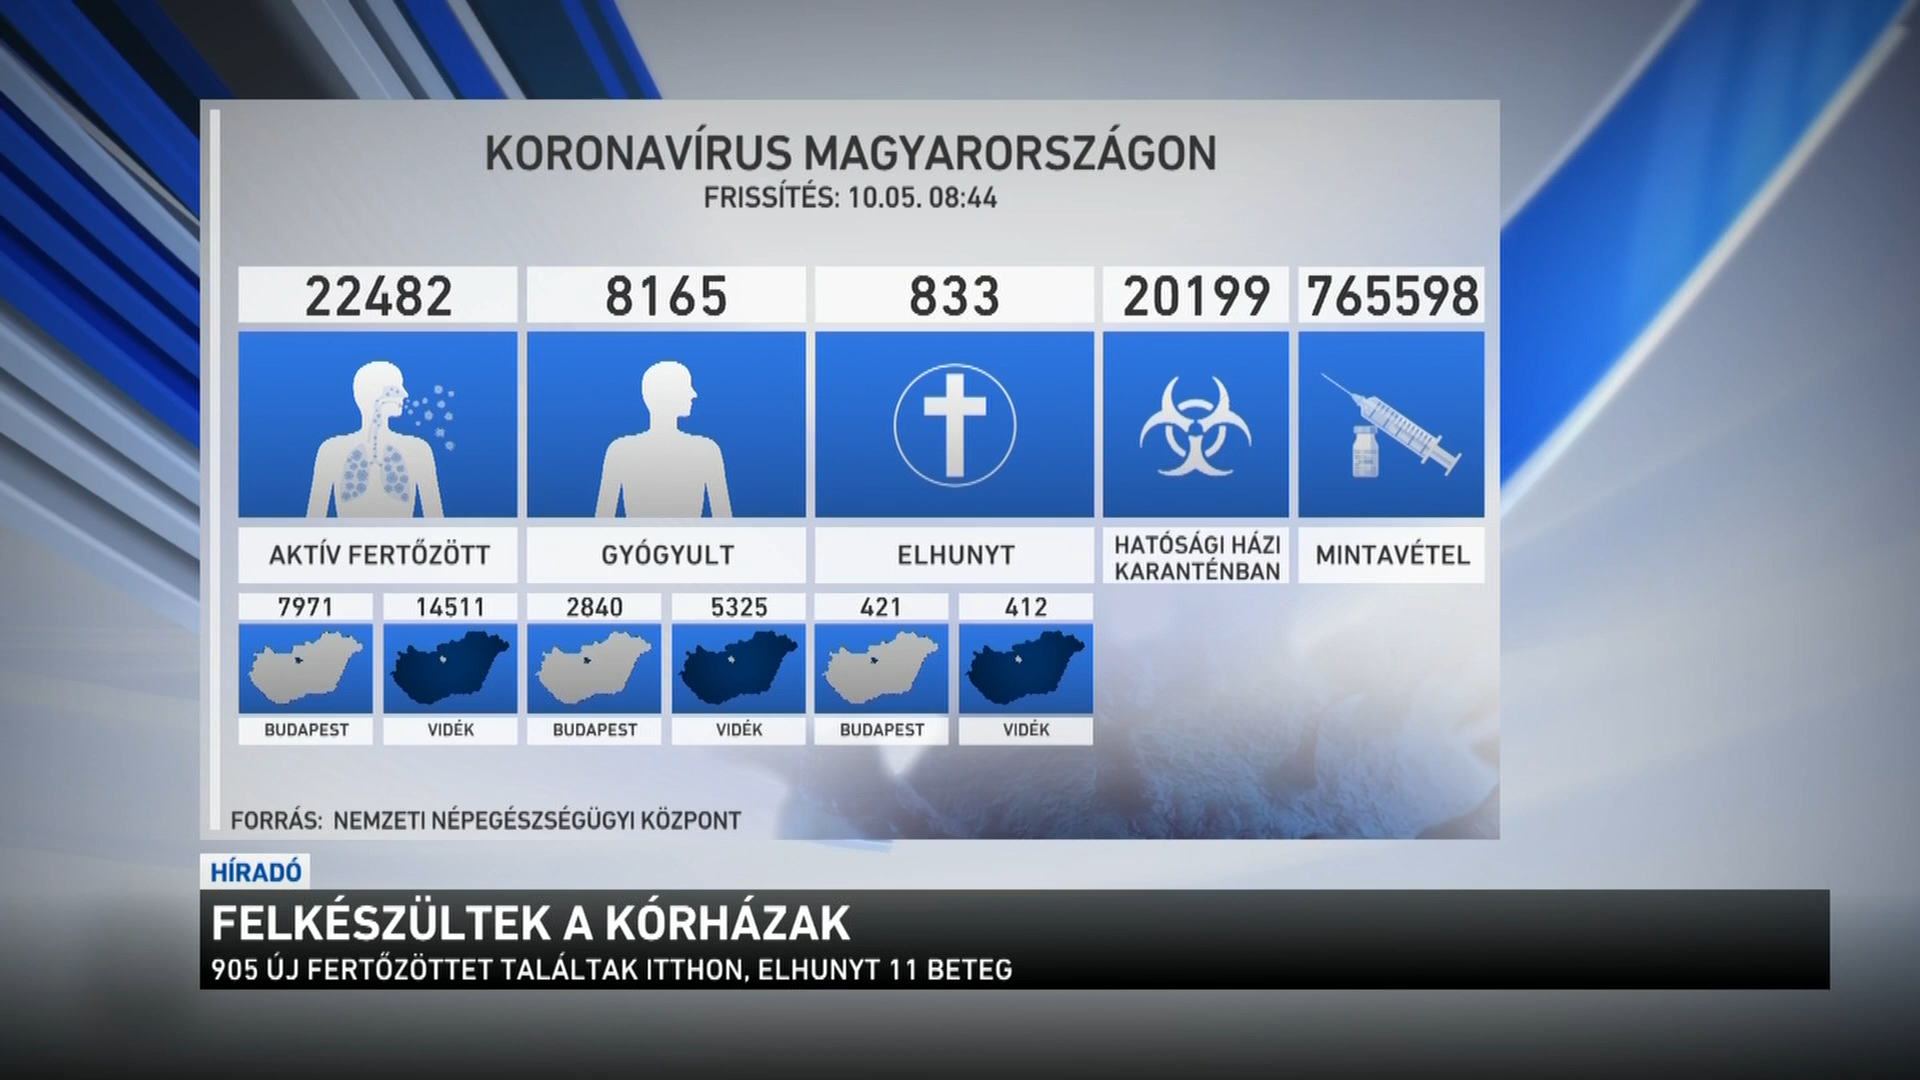 KORONAVÍRUS MAGYARORSZÁGON
FRISSÍTÉS: 10.05. 08:44
22482
8165
833
20199
765598
AKTÍV FERTŐZÖTT
GYÓGYULT
ELHUNYT
HATÓSÁGI HÁZI
KARANTÉNBAN
MINTAVÉTEL
7971
14511
2840
5325
421
412
BUDAPEST
VIDÉK
BUDAPEST
VIDÉK
BUDAPEST
VIDÉK
FORRÁS: NEMZETI NÉPEGÉSZSÉGÜGYI KÖZPONT
HÍRADÓ
FELKÉSZÜLTEK A KÓRHÁZAK
905 ÚJ FERTŐZÖTTET TALÁLTAK ITTHON, ELHUNYT 11 BETEG